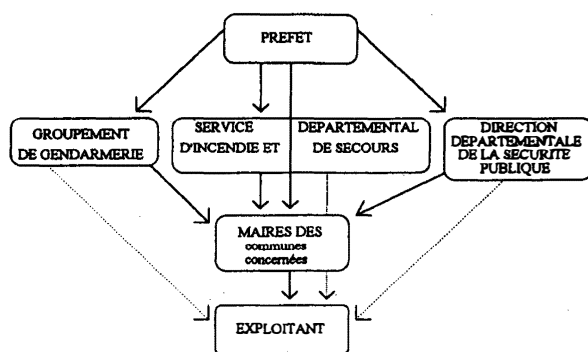 PREFET
GROUPEMENT
DE GENDARMERIE
SERVICE DEPARTEMENTAL
D'INCENDIE ET DE SECOURS
DIRECTION
DEPARTEMENTALE
DE LA SECURITE
PUBLIQUE
MAIRES DES
communes
concernées
EXPLOITANT